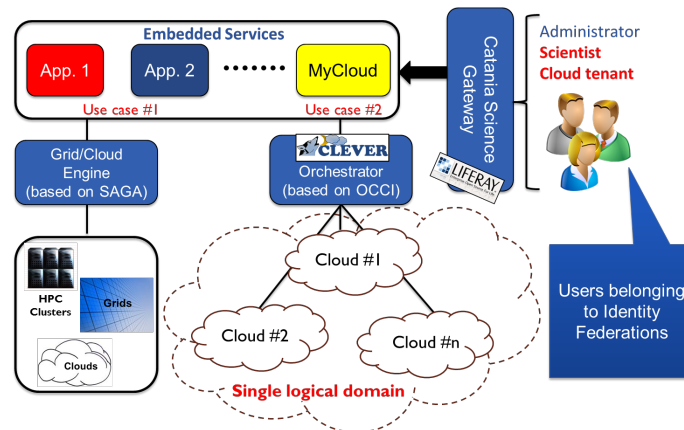 Embedded Services
App. 1
App. 2
MyCloud
Use case #1
Use case #2
Catania Science
Gateway
LIFERAY.
Administrator
Scientist
Cloud tenant
Grid/Cloud
Engine
(based on SAGA)
CLEVER
Orchestrator
(based on OCCI)
HPC
Clusters
Grids
Clouds
Cloud #1
Cloud #2
Cloud #n
Single logical domain
Users belonging
to Identity
Federations